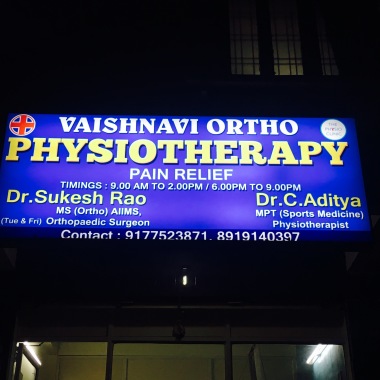 VAISHNAVI ORTHO
PHYSIOTHERAPY
PAIN RELIEF
TIMINGS : 9.00 AM TO 2.00PM / 6.00PM TO 9.00PM
Dr.Sukesh Rao
MS (Ortho) AIIMS,
(Tue & Fri) Orthopaedic Surgeon
Dr.C.Aditya
MPT (Sports Medicine)
Physiotherapist
Contact : 9177523871, 8919140397